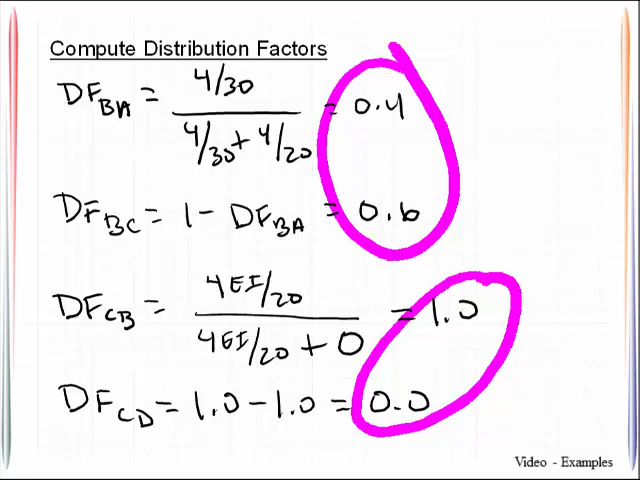 Compute Distribution Factors
DF_BA = (4/30) / (4/30 + 4/20) = 0.4
DF_BC = 1 - DF_BA = 0.6
DF_CB = (4EI/20) / (4EI/20 + 0) = 1.0
DF_CD = 1.0 - 1.0 = 0.0
Video - Examples